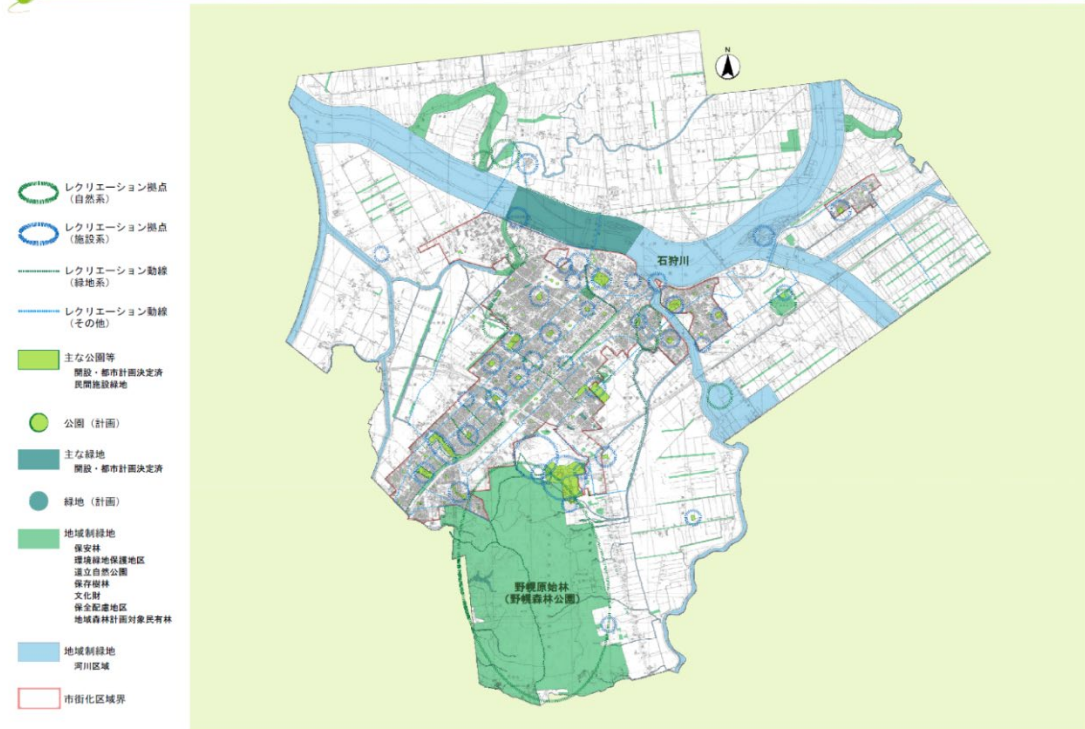 レクリエーション拠点
（自然系）
レクリエーション拠点
（施設系）
レクリエーション動線
（緑地系）
レクリエーション動線
（その他）
主な公園等
開設・都市計画決定済
民間施設緑地
公園（計画）
主な緑地
開設・都市計画決定済
緑地（計画）
地域制緑地
保安林
環境緑地保護地区
道立自然公園
保存樹林
文化財
保全配慮地区
地域森林計画対象民有林
地域制緑地
河川区域
市街化区域界
N
石狩川
野幌原始林
（野幌森林公園）